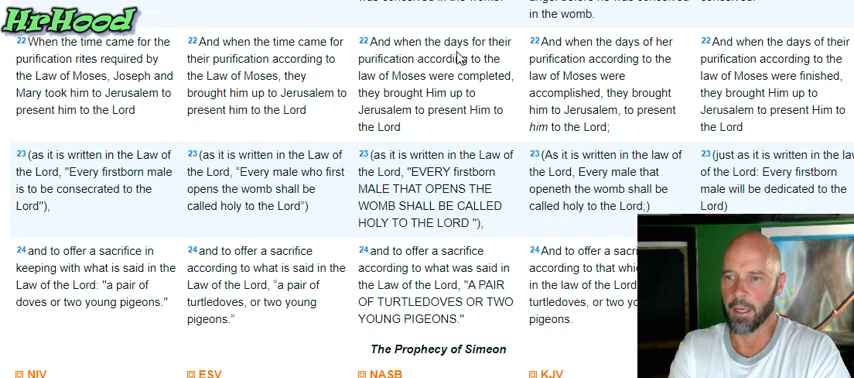 HrHood
was conceived in the womb.
angel before he was conceived
in the womb.
conceived.
22 When the time came for the
purification rites required by
the Law of Moses, Joseph and
Mary took him to Jerusalem to
present him to the Lord
22 And when the time came for
their purification according to
the Law of Moses, they
brought him up to Jerusalem to
present him to the Lord
22 And when the days for their
purification according to the
law of Moses were completed,
they brought Him up to
Jerusalem to present Him to
the Lord
22 And when the days of her
purification according to the
law of Moses were
accomplished, they brought
him to Jerusalem, to present
him to the Lord;
22 And when the days of their
purification according to the
law of Moses were finished,
they brought Him up to
Jerusalem to present Him to
the Lord
23 (as it is written in the Law of
the Lord, "Every firstborn male
is to be consecrated to the
Lord"),
23 (as it is written in the Law of
the Lord, “Every male who first
opens the womb shall be
called holy to the Lord”)
23 (as it is written in the Law of
the Lord, "EVERY firstborn
MALE THAT OPENS THE
WOMB SHALL BE CALLED
HOLY TO THE LORD "),
23 (As it is written in the law of
the Lord, Every male that
openeth the womb shall be
called holy to the Lord;)
23 (just as it is written in the law
of the Lord: Every firstborn
male will be dedicated to the
Lord)
24 and to offer a sacrifice in
keeping with what is said in the
Law of the Lord: "a pair of
doves or two young pigeons."
24 and to offer a sacrifice
according to what is said in the
Law of the Lord, “a pair of
turtledoves, or two young
pigeons.”
24 and to offer a sacrifice
according to what was said in
the Law of the Lord, "A PAIR
OF TURTLEDOVES OR TWO
YOUNG PIGEONS."
24 And to offer a sacr
according to that whi
in the law of the Lord
turtledoves, or two yo
pigeons.
The Prophecy of Simeon
NIV
ESV
NASB
KJV